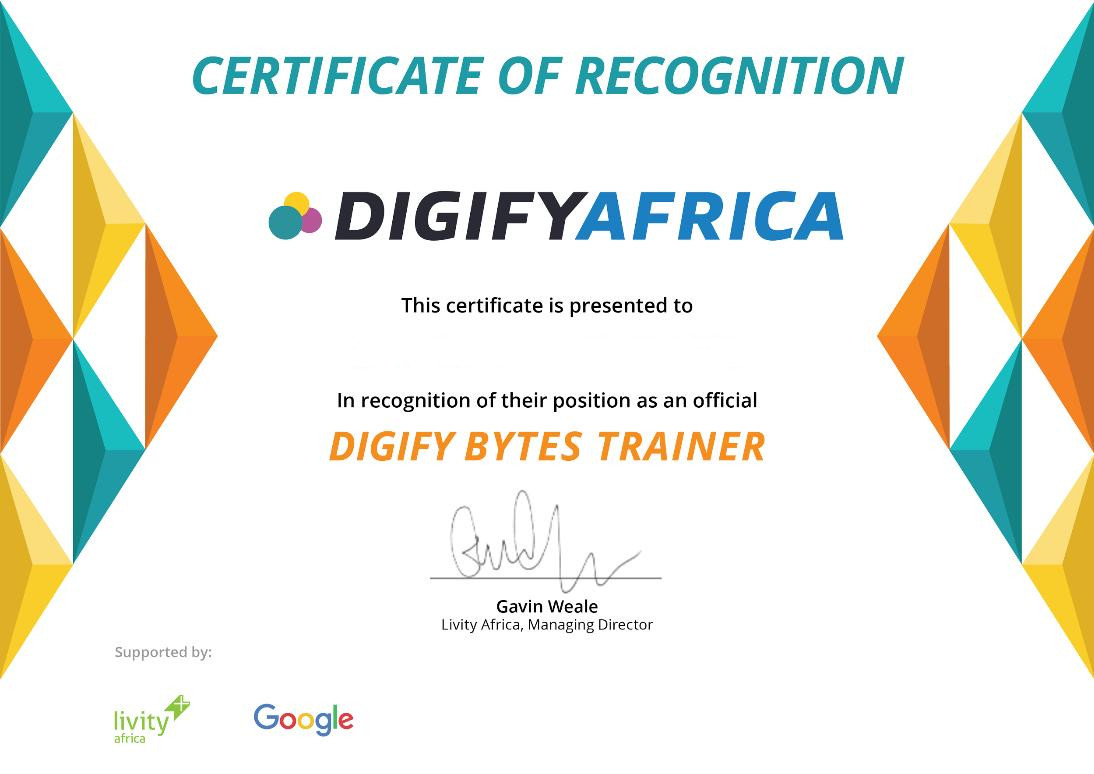 CERTIFICATE OF RECOGNITION
DIGIFYAFRICA
This certificate is presented to
In recognition of their position as an official
DIGIFY BYTES TRAINER
Gavin Weale
Livity Africa, Managing Director
Supported by:
livity
africa
Google